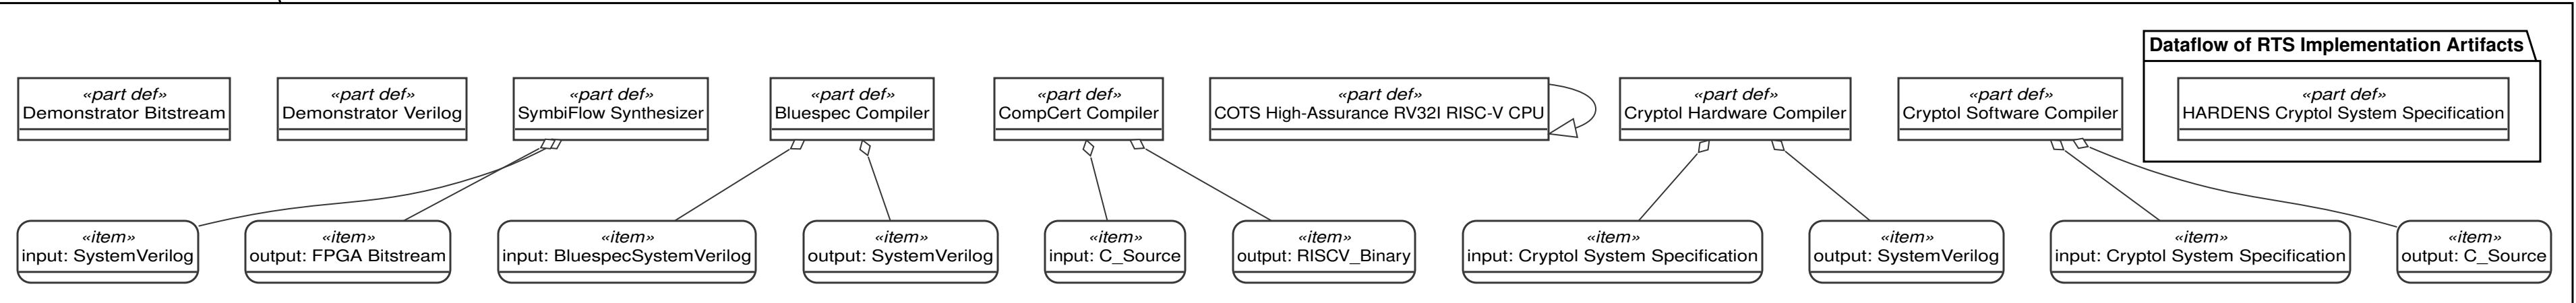 Dataflow of RTS Implementation Artifacts
«part def»
Demonstrator Bitstream
«part def»
Demonstrator Verilog
«part def»
SymbiFlow Synthesizer
«part def»
Bluespec Compiler
«part def»
CompCert Compiler
«part def»
COTS High-Assurance RV32I RISC-V CPU
«part def»
Cryptol Hardware Compiler
«part def»
Cryptol Software Compiler
«part def»
HARDENS Cryptol System Specification
«item»
input: SystemVerilog
«item»
output: FPGA Bitstream
«item»
input: BluespecSystemVerilog
«item»
output: SystemVerilog
«item»
input: C_Source
«item»
output: RISCV_Binary
«item»
input: Cryptol System Specification
«item»
output: SystemVerilog
«item»
input: Cryptol System Specification
«item»
output: C_Source